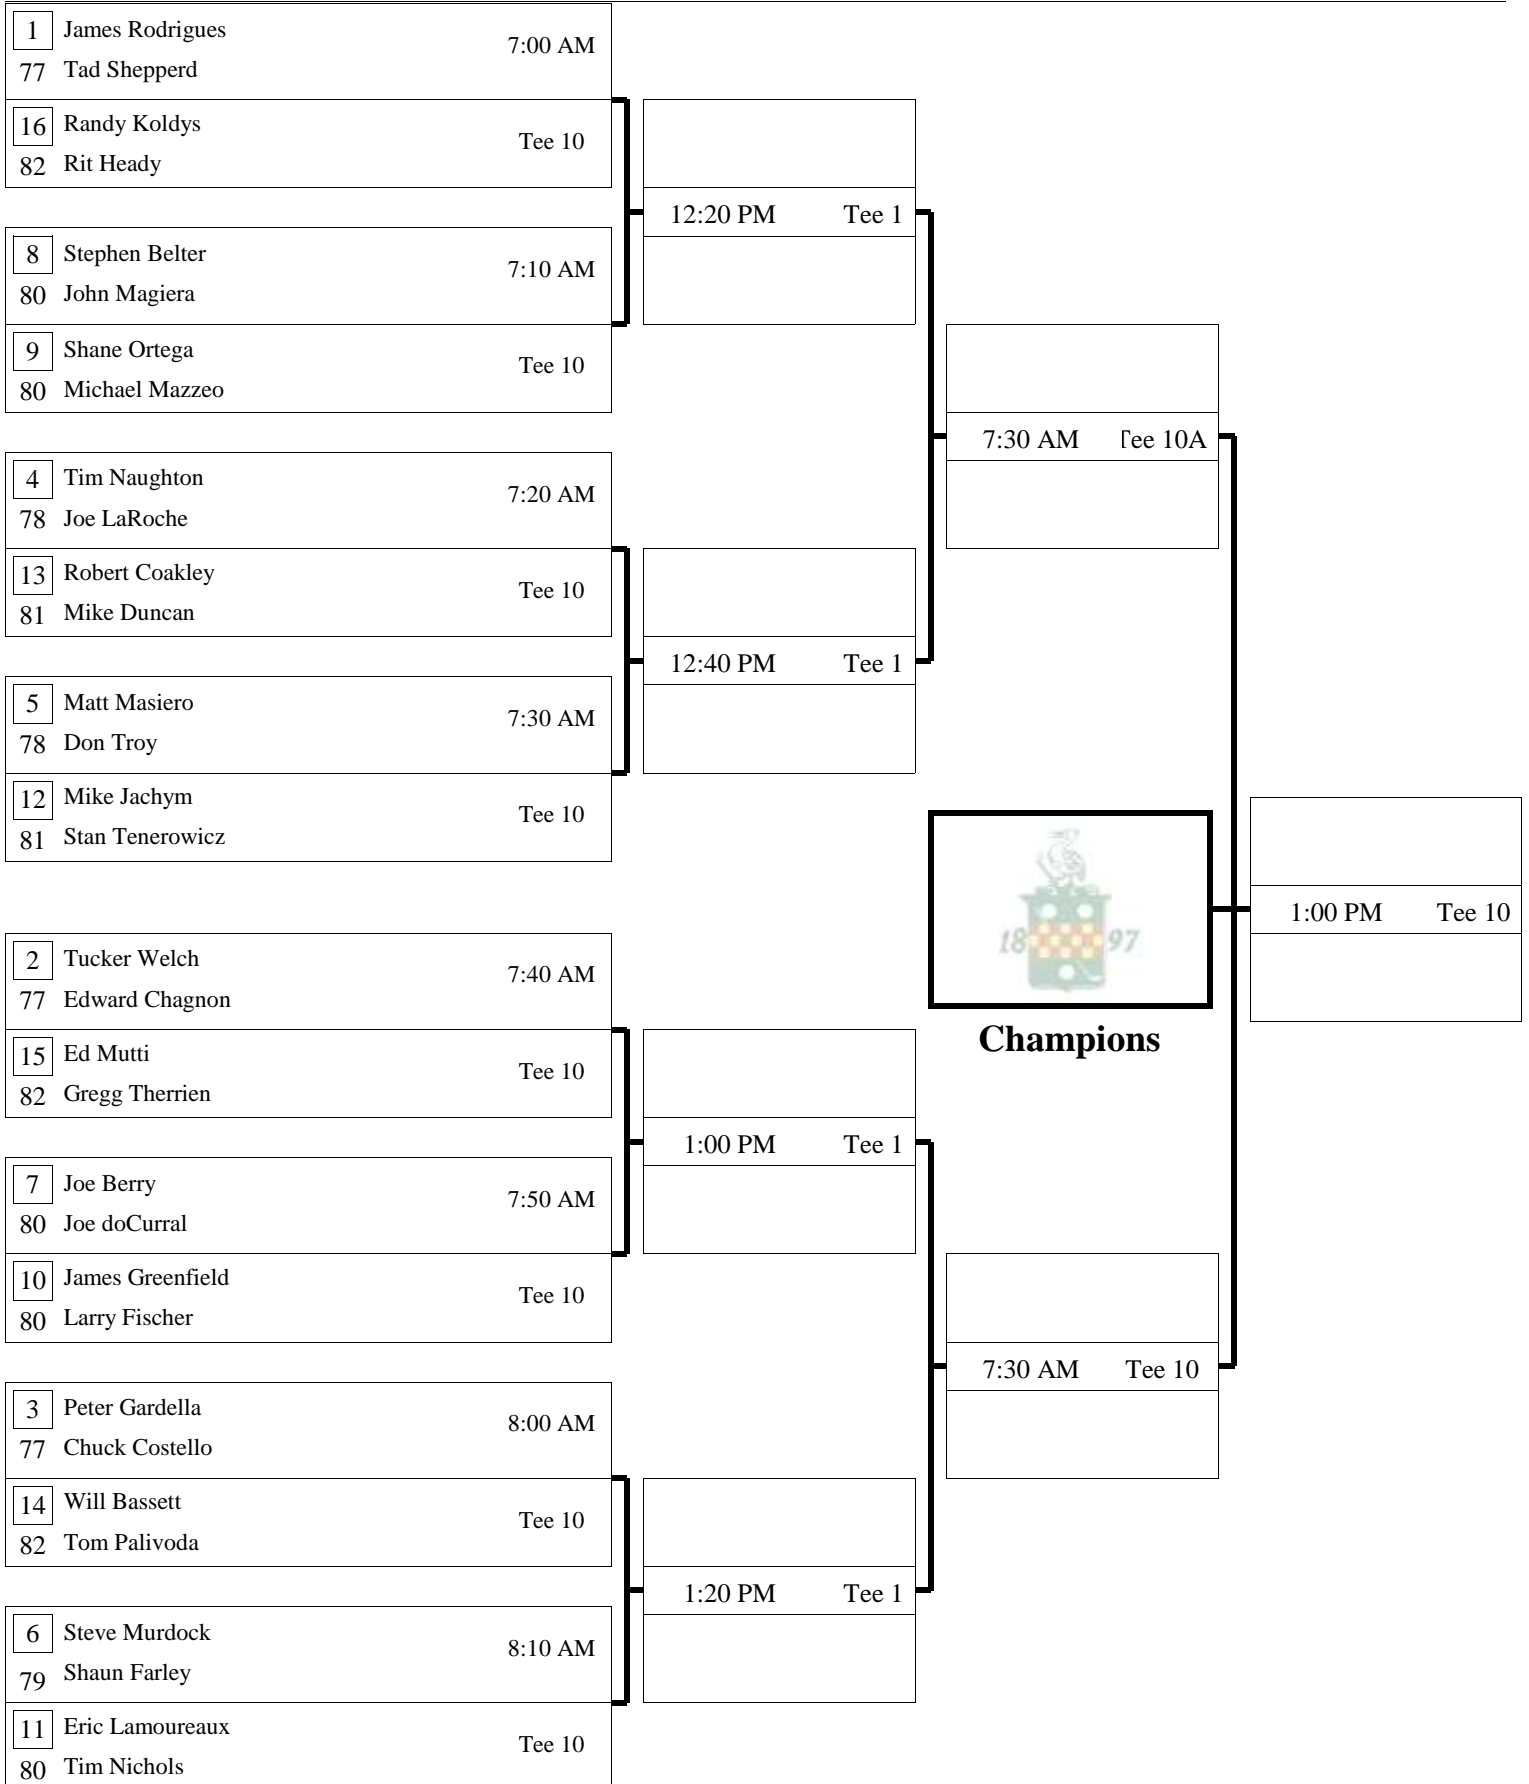 1 James Rodrigues 7:00 AM
77 Tad Shepperd
16 Randy Koldys Tee 10
82 Rit Heady
12:20 PM Tee 1
8 Stephen Belter 7:10 AM
80 John Magiera
9 Shane Ortega Tee 10
80 Michael Mazzeo
7:30 AM Tee 10A
4 Tim Naughton 7:20 AM
78 Joe LaRoche
13 Robert Coakley Tee 10
81 Mike Duncan
12:40 PM Tee 1
5 Matt Masiero 7:30 AM
78 Don Troy
12 Mike Jachym Tee 10
81 Stan Tenerowicz
1897
1:00 PM Tee 10
Champions
2 Tucker Welch 7:40 AM
77 Edward Chagnon
15 Ed Mutti Tee 10
82 Gregg Therrien
1:00 PM Tee 1
7 Joe Berry 7:50 AM
80 Joe doCurral
10 James Greenfield Tee 10
80 Larry Fischer
7:30 AM Tee 10
3 Peter Gardella 8:00 AM
77 Chuck Costello
14 Will Bassett Tee 10
82 Tom Palivoda
1:20 PM Tee 1
6 Steve Murdock 8:10 AM
79 Shaun Farley
11 Eric Lamoureaux Tee 10
80 Tim Nichols